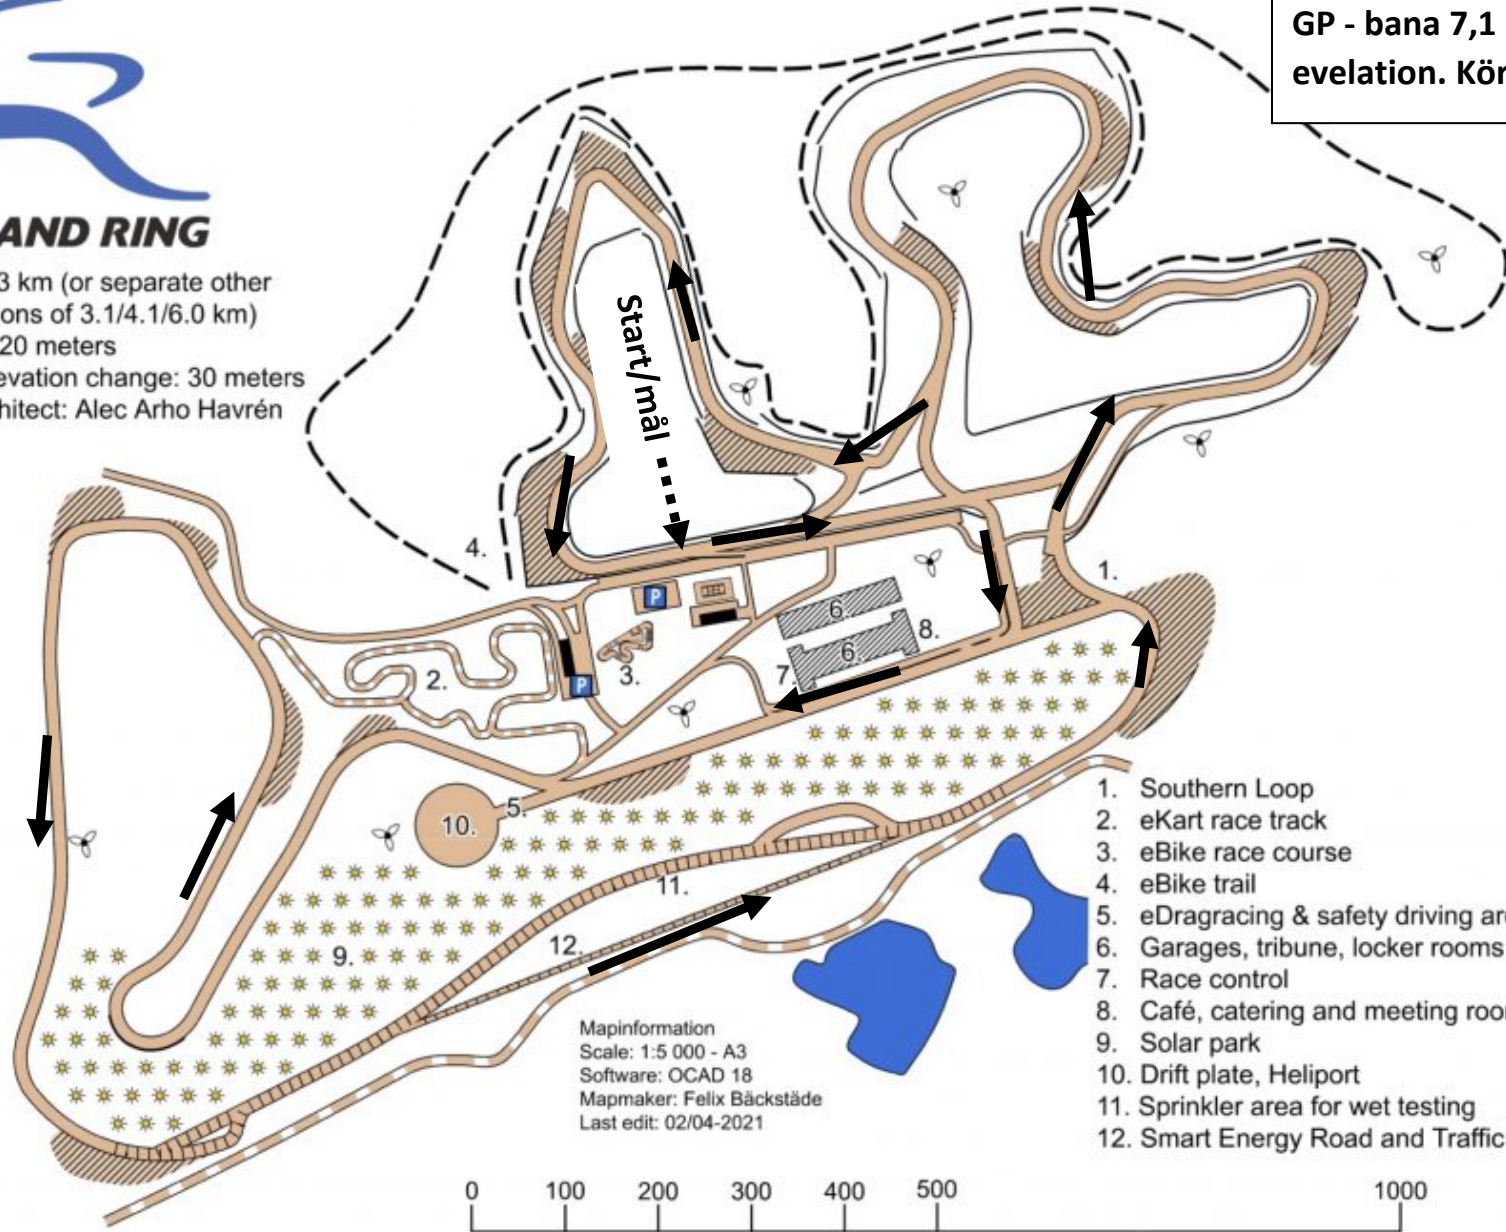 GP - bana 7,1
evelation. Kör
AND RING
3 km (or separate other
ons of 3.1/4.1/6.0 km)
20 meters
evation change: 30 meters
hitect: Alec Arho Havrén
Start/mål
4.
1.
P
6.
8.
6.
2.
3.
7.
P
5.
10.
11.
12.
9.
1. Southern Loop
2. eKart race track
3. eBike race course
4. eBike trail
5. eDragracing & safety driving are
6. Garages, tribune, locker rooms
7. Race control
8. Café, catering and meeting roo
9. Solar park
10. Drift plate, Heliport
11. Sprinkler area for wet testing
12. Smart Energy Road and Traffic
Mapinformation
Scale: 1:5 000 - A3
Software: OCAD 18
Mapmaker: Felix Bäckstäde
Last edit: 02/04-2021
0 100 200 300 400 500 1000